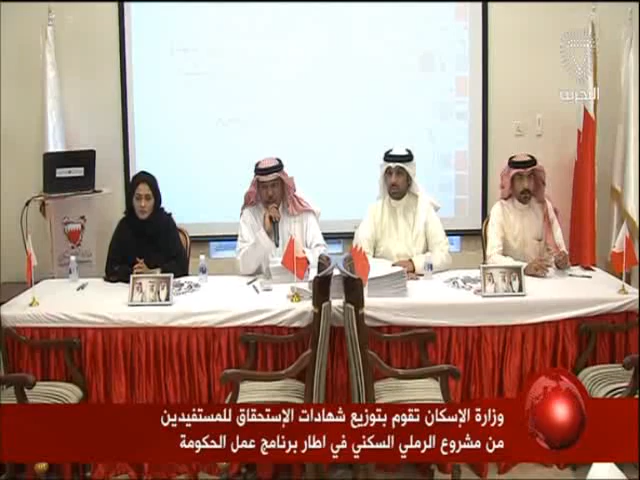 البحرين
وزارة الإسكان تقوم بتوزيع شهادات الإستحقاق للمستفيدين
من مشروع الرملي السكني في اطار برنامج عمل الحكومة